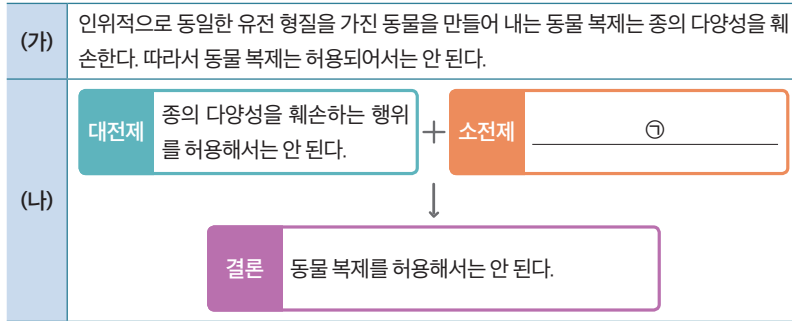 (가)
인위적으로 동일한 유전 형질을 가진 동물을 만들어 내는 동물 복제는 종의 다양성을 훼
손한다. 따라서 동물 복제는 허용되어서는 안 된다.
(나)
대전제
종의 다양성을 훼손하는 행위
를 허용해서는 안 된다.
+
소전제
㉠
결론
동물 복제를 허용해서는 안 된다.